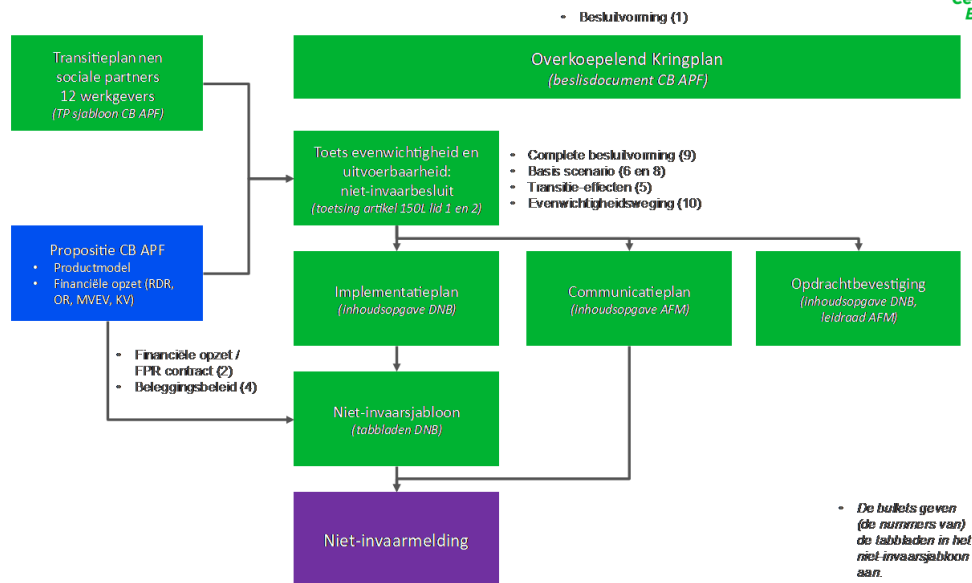 Ce
B
• Besluitvorming (1)
Transitieplannen
sociale partners
12 werkgevers
(TP sjabloon CB APF)
Overkoepelend Kringplan
(beslisdocument CB APF)
Toets evenwichtigheid en
uitvoerbaarheid:
niet-invaarbesluit
(toetsing artikel 150L lid 1 en 2)
• Complete besluitvorming (9)
• Basis scenario (6 en 8)
• Transitie-effecten (5)
• Evenwichtigheidsweging (10)
Propositie CB APF
• Productmodel
• Financiële opzet (RDR,
OR, MVEV, KV)
Implementatieplan
(inhoudsopgave DNB)
Communicatieplan
(inhoudsopgave AFM)
Opdrachtbevestiging
(inhoudsopgave DNB,
leidraad AFM)
• Financiële opzet /
FPR contract (2)
• Beleggingsbeleid (4)
Niet-invaarsjabloon
(tabbladen DNB)
Niet-invaarmelding
• De bullets geven
(de nummers van)
de tabbladen in het
niet-invaarsjabloon
aan.